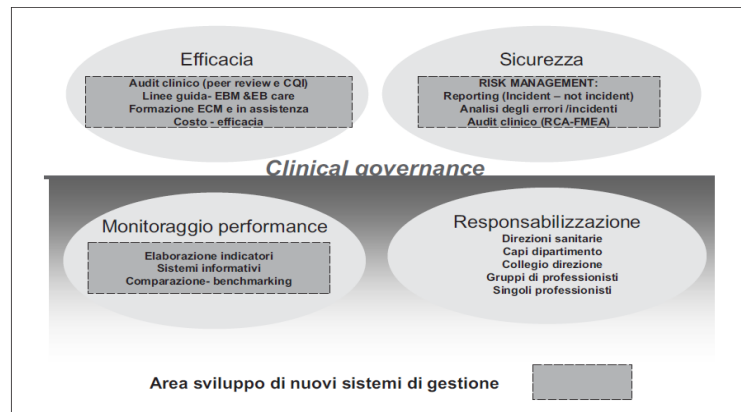 Efficacia
Audit clinico (peer review e CQI)
Linee guida- EBM &EB care
Formazione ECM e in assistenza
Costo - efficacia
Sicurezza
RISK MANAGEMENT:
Reporting (Incident – not incident)
Analisi degli errori /incidenti
Audit clinico (RCA-FMEA)
Clinical governance
Monitoraggio performance
Elaborazione indicatori
Sistemi informativi
Comparazione- benchmarking
Responsabilizzazione
Direzioni sanitarie
Capi dipartimento
Collegio direzione
Gruppi di professionisti
Singoli professionisti
Area sviluppo di nuovi sistemi di gestione